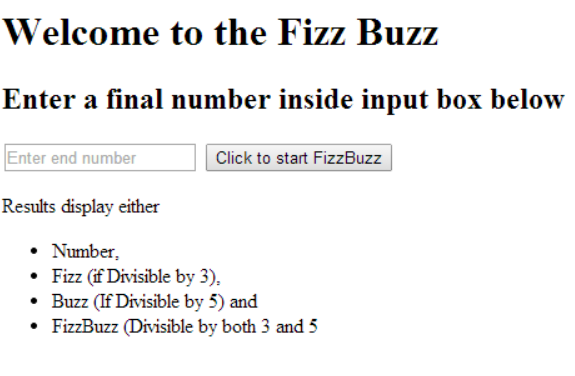 Welcome to the Fizz Buzz
Enter a final number inside input box below
Enter end number Click to start FizzBuzz
Results display either
• Number,
• Fizz (if Divisible by 3),
• Buzz (If Divisible by 5) and
• FizzBuzz (Divisible by both 3 and 5